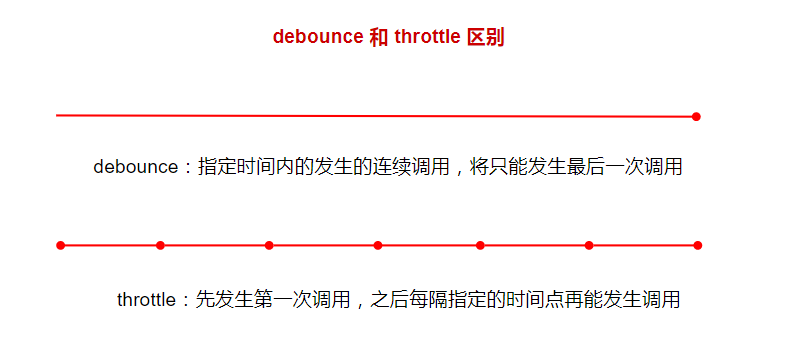 debounce 和 throttle 区别
debounce：指定时间内的发生的连续调用，将只能发生最后一次调用
throttle：先发生第一次调用，之后每隔指定的时间点再能发生调用